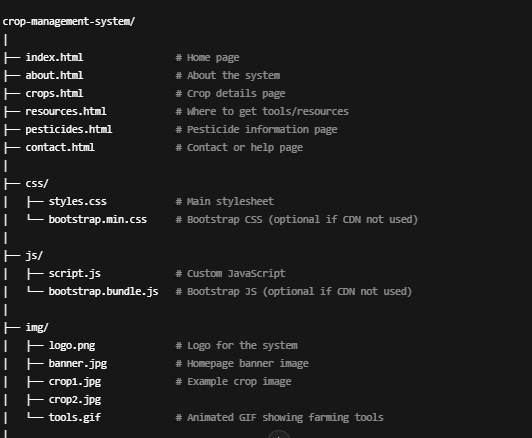 crop-management-system/
|
├── index.html # Home page
├── about.html # About the system
├── crops.html # Crop details page
├── resources.html # Where to get tools/resources
├── pesticides.html # Pesticide information page
├── contact.html # Contact or help page
|
├── css/
|   ├── styles.css # Main stylesheet
|   └── bootstrap.min.css # Bootstrap CSS (optional if CDN not used)
|
├── js/
|   ├── script.js # Custom JavaScript
|   └── bootstrap.bundle.js # Bootstrap JS (optional if CDN not used)
|
├── img/
|   ├── logo.png # Logo for the system
|   ├── banner.jpg # Homepage banner image
|   ├── crop1.jpg # Example crop image
|   ├── crop2.jpg
|   └── tools.gif # Animated GIF showing farming tools
|